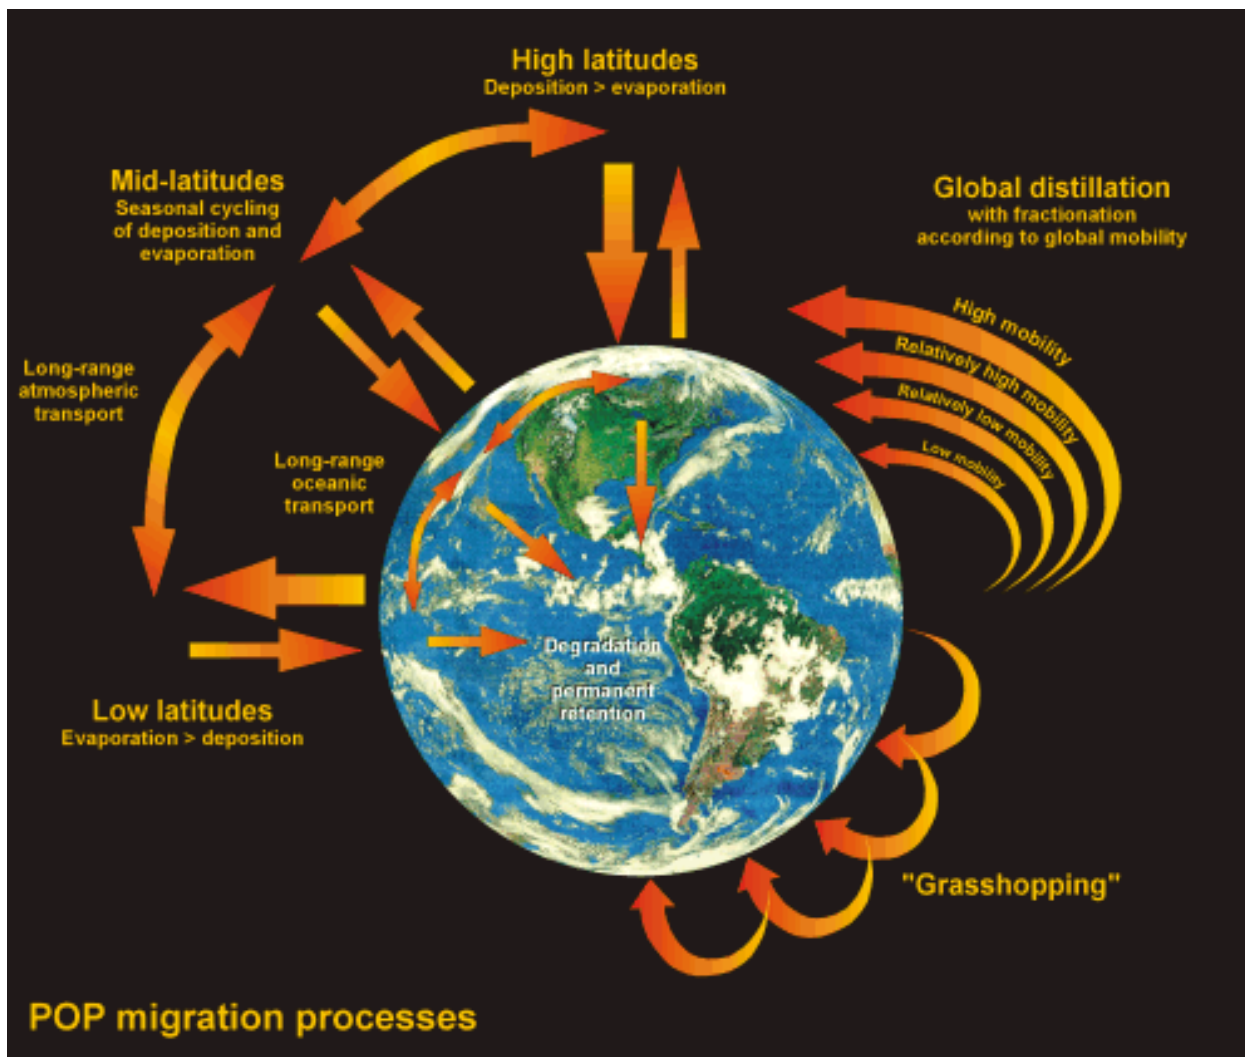 High latitudes
Deposition > evaporation
Mid-latitudes
Seasonal cycling
of deposition and
evaporation
Global distillation
with fractionation
according to global mobility
High mobility
Relatively high mobility
Relatively low mobility
Low mobility
Long-range
atmospheric
transport
Long-range
oceanic
transport
Degradation
and
permanent
retention
Low latitudes
Evaporation > deposition
"Grasshopping"
POP migration processes